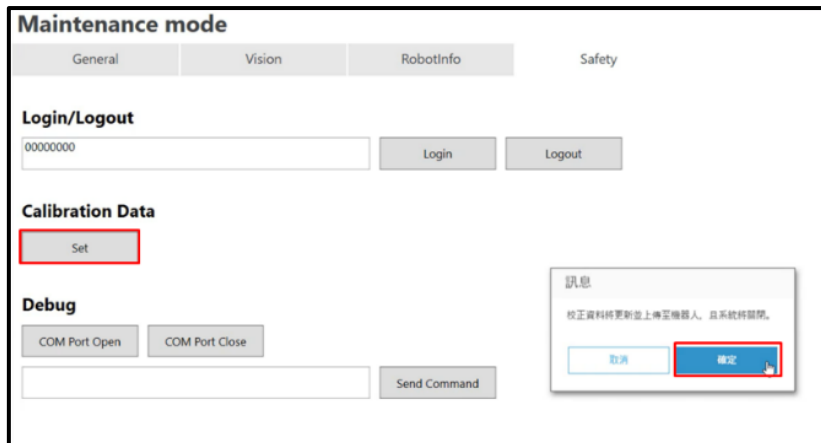 Maintenance mode
General Vision RobotInfo Safety
Login/Logout
00000000 Login Logout
Calibration Data
Set
訊息
校正資料將更新並上傳至機器人，且系統將關閉。
取消 確定
Debug
COM Port Open COM Port Close
Send Command